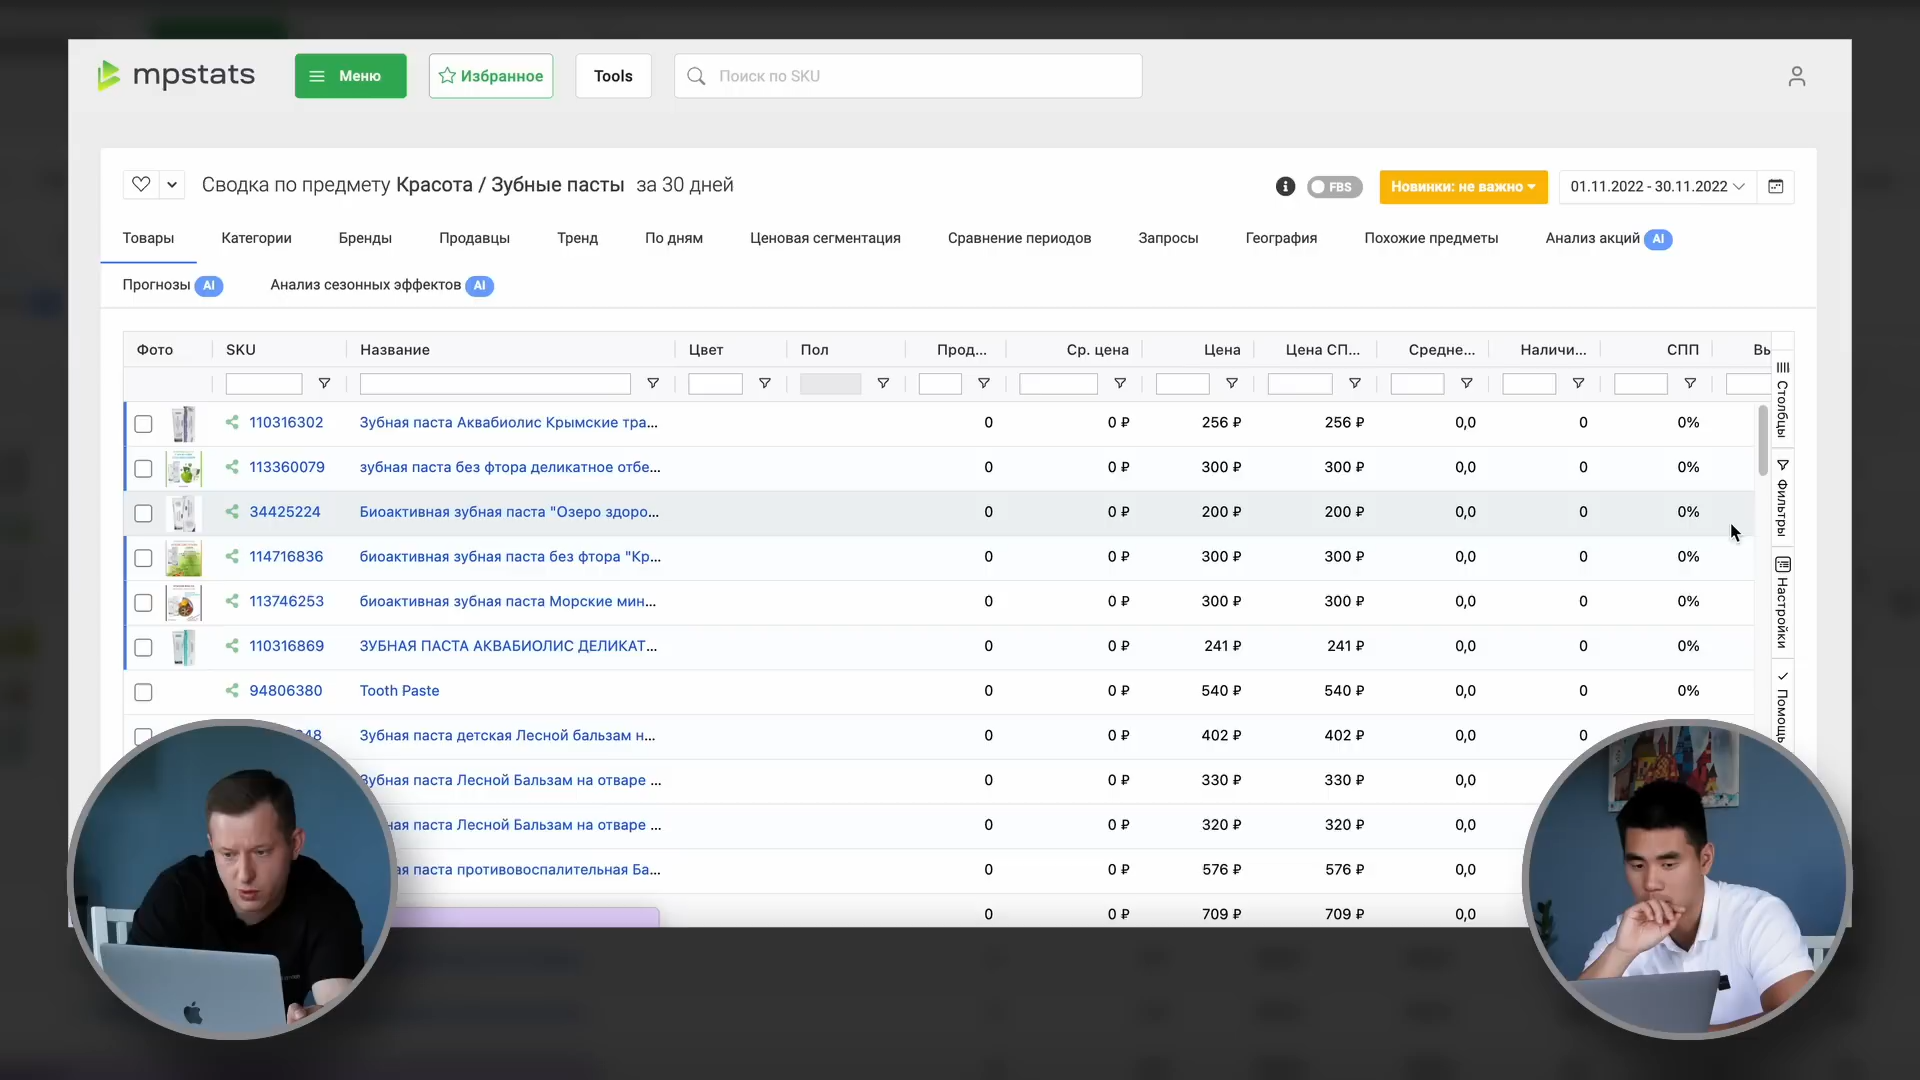 mpstats Меню Избранное Tools Поиск по SKU
Сводка по предмету Красота / Зубные пасты за 30 дней
FBS Новинки: не важно 01.11.2022 - 30.11.2022
Товары Категории Бренды Продавцы Тренд По дням Ценовая сегментация Сравнение периодов Запросы География Похожие предметы Анализ акций AI
Прогнозы AI Анализ сезонных эффектов AI
Фото SKU Название Цвет Пол Прод... Ср. цена Цена Цена СП... Средне... Наличи... СПП Вы
110316302 Зубная паста Аквабиолис Крымские тра... 0 0 ₽ 256 ₽ 256 ₽ 0,0 0 0%
113360079 зубная паста без фтора деликатное отбе... 0 0 ₽ 300 ₽ 300 ₽ 0,0 0 0%
34425224 Биоактивная зубная паста "Озеро здоро... 0 0 ₽ 200 ₽ 200 ₽ 0,0 0 0%
114716836 биоактивная зубная паста без фтора "Кр... 0 0 ₽ 300 ₽ 300 ₽ 0,0 0 0%
113746253 биоактивная зубная паста Морские мин... 0 0 ₽ 300 ₽ 300 ₽ 0,0 0 0%
110316869 ЗУБНАЯ ПАСТА АКВАБИОЛИС ДЕЛИКАТ... 0 0 ₽ 241 ₽ 241 ₽ 0,0 0 0%
94806380 Tooth Paste 0 0 ₽ 540 ₽ 540 ₽ 0,0 0 0%
48 Зубная паста детская Лесной бальзам н... 0 0 ₽ 402 ₽ 402 ₽ 0,0 0
Зубная паста Лесной Бальзам на отваре ... 0 0 ₽ 330 ₽ 330 ₽ 0,0
ная паста Лесной Бальзам на отваре ... 0 0 ₽ 320 ₽ 320 ₽ 0,0
ая паста противовоспалительная Ба... 0 0 ₽ 576 ₽ 576 ₽ 0,0
0 0 ₽ 709 ₽ 709 ₽ 0,0
Столбцы
Фильтры
Настройки
Помощь